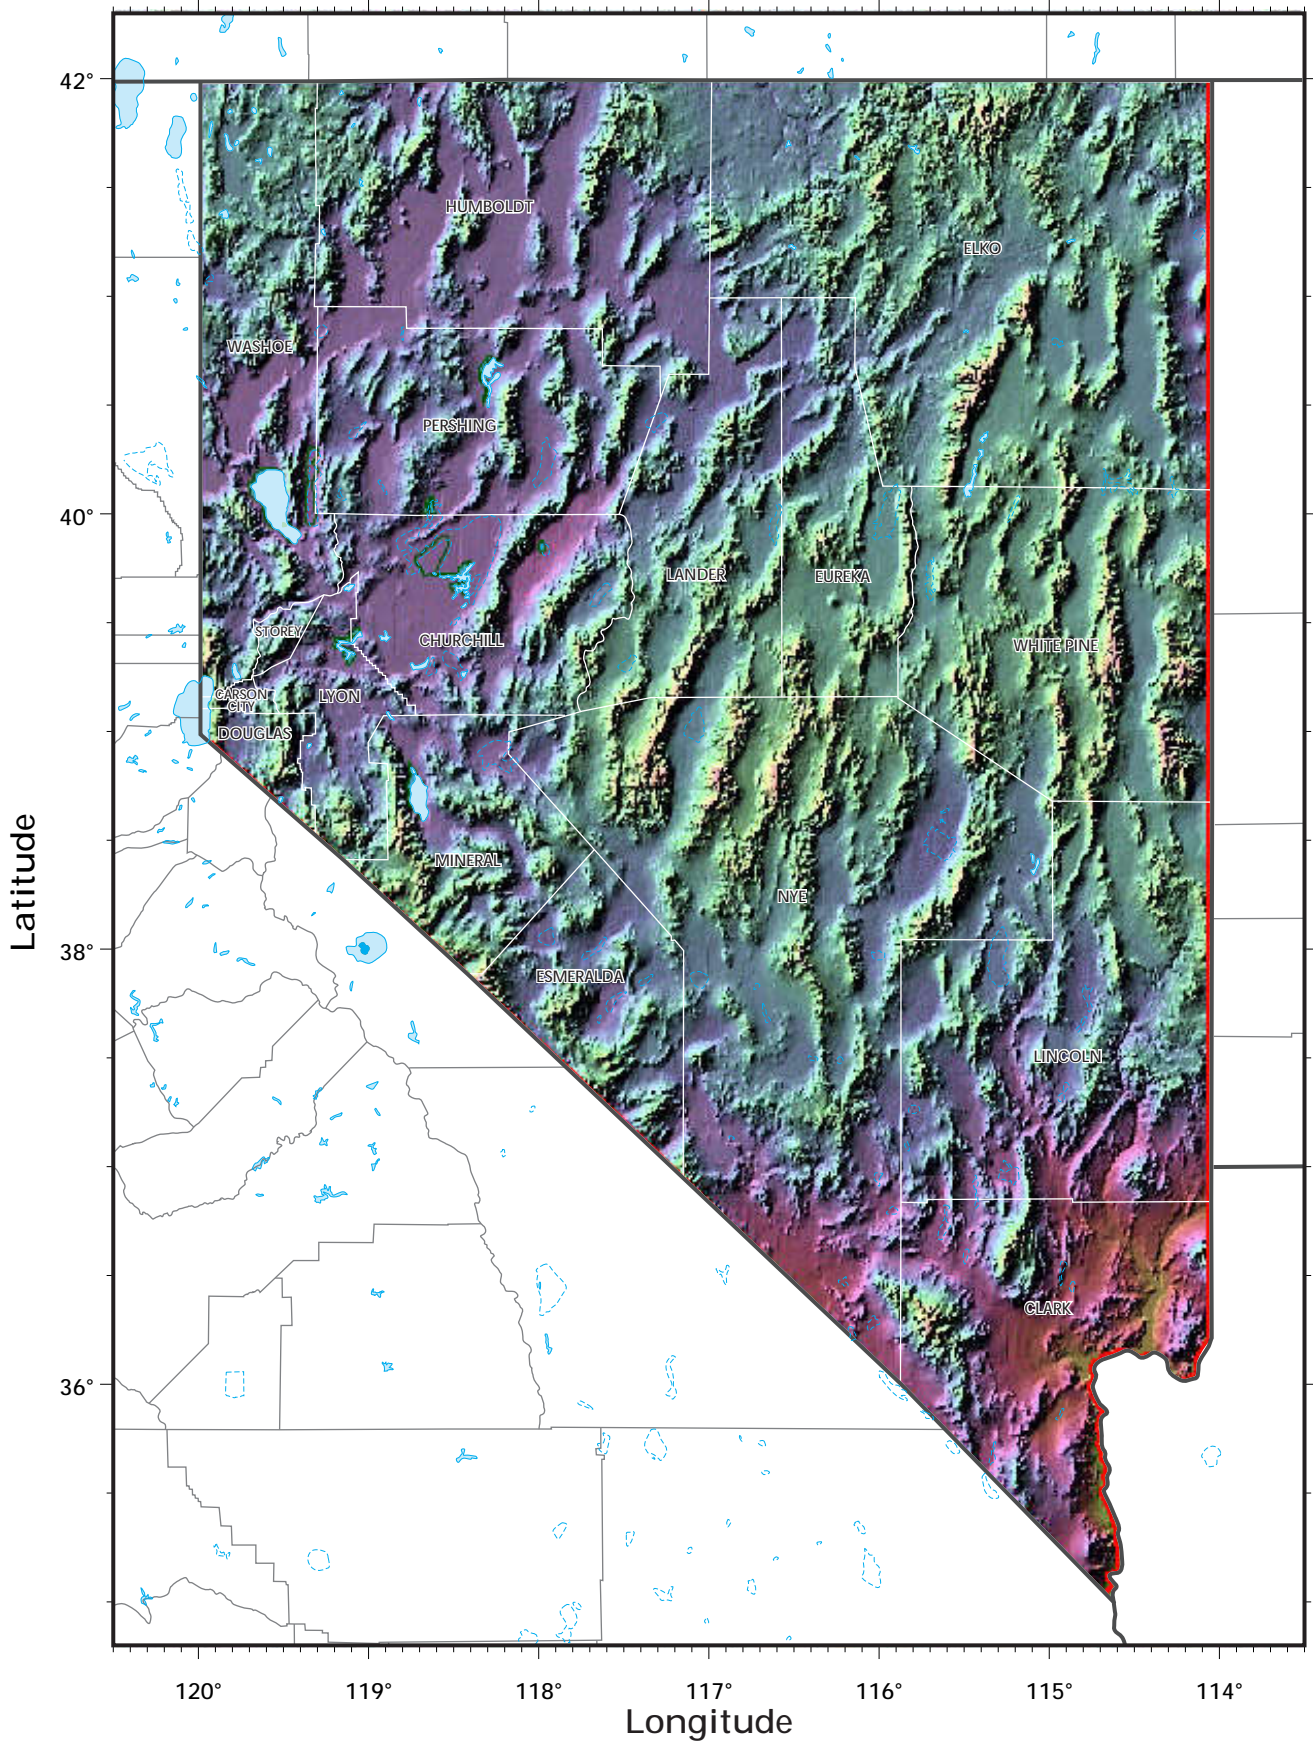 42°
HUMBOLDT
ELKO
WASHOE
PERSHING
40°
LANDER
EUREKA
STOREY
CHURCHILL
WHITE PINE
CARSON
CITY
LYON
DOUGLAS
Latitude
MINERAL
NYE
38°
ESMERALDA
LINCOLN
CLARK
36°
120°
119°
118°
117°
116°
115°
114°
Longitude